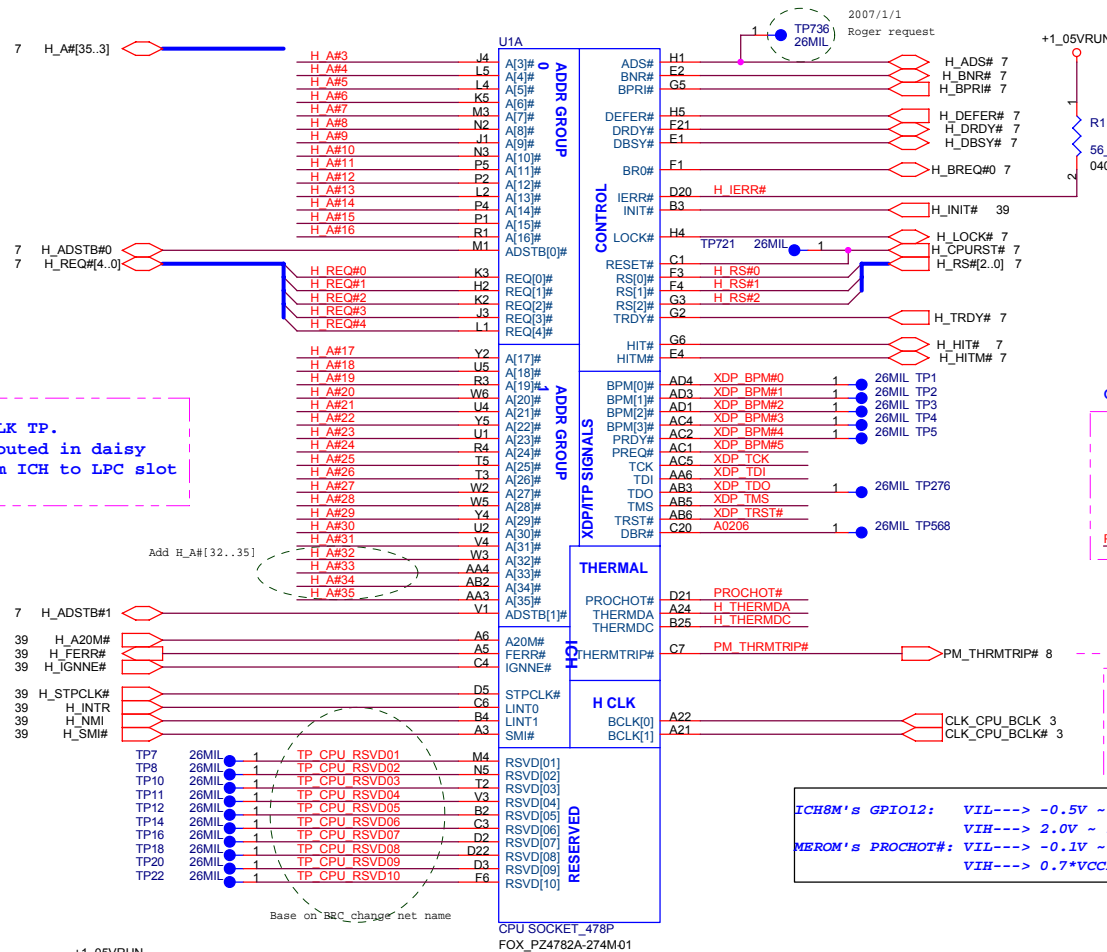 2007/1/1
Roger request
TP736
26MIL
1
+1_05VRUN
1
R1
56_
040
2
U1A
7 H_A#[35..3]
H_A#3 J4 A[3]#
H_A#4 L5 A[4]#
H_A#5 L4 A[5]#
H_A#6 K5 A[6]#
H_A#7 M3 A[7]#
H_A#8 N2 A[8]#
H_A#9 J1 A[9]#
H_A#10 N3 A[10]#
H_A#11 P5 A[11]#
H_A#12 P2 A[12]#
H_A#13 L2 A[13]#
H_A#14 P4 A[14]#
H_A#15 P1 A[15]#
H_A#16 R1 A[16]#
7 H_ADSTB#0 M1 ADSTB[0]#
7 H_REQ#[4..0]
H_REQ#0 K3 REQ[0]#
H_REQ#1 H2 REQ[1]#
H_REQ#2 K2 REQ[2]#
H_REQ#3 J3 REQ[3]#
H_REQ#4 L1 REQ[4]#
ADDR GROUP 0
H_A#17 Y2 A[17]#
H_A#18 U5 A[18]#
H_A#19 R3 A[19]#
H_A#20 W6 A[20]#
H_A#21 U4 A[21]#
H_A#22 Y5 A[22]#
H_A#23 U1 A[23]#
H_A#24 R4 A[24]#
H_A#25 T5 A[25]#
H_A#26 T3 A[26]#
H_A#27 W2 A[27]#
H_A#28 W5 A[28]#
H_A#29 Y4 A[29]#
H_A#30 U2 A[30]#
H_A#31 V4 A[31]#
H_A#32 W3 A[32]#
H_A#33 AA4 A[33]#
H_A#34 AB2 A[34]#
H_A#35 AA3 A[35]#
7 H_ADSTB#1 V1 ADSTB[1]#
ADDR GROUP 1
Add H_A#[32..35]
LK TP.
outed in daisy
m ICH to LPC slot
39 H_A20M# A6 A20M#
39 H_FERR# A5 FERR#
39 H_IGNNE# C4 IGNNE#
39 H_STPCLK# D5 STPCLK#
39 H_INTR C6 LINT0
39 H_NMI B4 LINT1
39 H_SMI# A3 SMI#
ICH
TP7 26MIL 1 TP_CPU_RSVD01 M4 RSVD[01]
TP8 26MIL 1 TP_CPU_RSVD02 N5 RSVD[02]
TP10 26MIL 1 TP_CPU_RSVD03 T2 RSVD[03]
TP11 26MIL 1 TP_CPU_RSVD04 V3 RSVD[04]
TP12 26MIL 1 TP_CPU_RSVD05 B2 RSVD[05]
TP14 26MIL 1 TP_CPU_RSVD06 C3 RSVD[06]
TP16 26MIL 1 TP_CPU_RSVD07 D2 RSVD[07]
TP18 26MIL 1 TP_CPU_RSVD08 D22 RSVD[08]
TP20 26MIL 1 TP_CPU_RSVD09 D3 RSVD[09]
TP22 26MIL 1 TP_CPU_RSVD10 F6 RSVD[10]
RESERVED
Base on BRC change net name
ADS# H1 H_ADS# 7
BNR# E2 H_BNR# 7
BPRI# G5 H_BPRI# 7
DEFER# H5 H_DEFER# 7
DRDY# F21 H_DRDY# 7
DBSY# E1 H_DBSY# 7
BR0# F1 H_BREQ#0 7
IERR# D20 H_IERR#
INIT# B3 H_INIT# 39
LOCK# H4 H_LOCK# 7
TP721 26MIL 1
RESET# C1 H_CPURST# 7
RS[0]# F3 H_RS#0 H_RS#[2..0] 7
RS[1]# F4 H_RS#1
RS[2]# G3 H_RS#2
TRDY# G2 H_TRDY# 7
HIT# G6 H_HIT# 7
HITM# E4 H_HITM# 7
CONTROL
BPM[0]# AD4 XDP_BPM#0 1 26MIL TP1
BPM[1]# AD3 XDP_BPM#1 1 26MIL TP2
BPM[2]# AD1 XDP_BPM#2 1 26MIL TP3
BPM[3]# AC4 XDP_BPM#3 1 26MIL TP4
PRDY# AC2 XDP_BPM#4 1 26MIL TP5
PREQ# AC1 XDP_BPM#5
TCK AC5 XDP_TCK
TDI AA6 XDP_TDI
TDO AB3 XDP_TDO 1 26MIL TP276
TMS AB5 XDP_TMS
TRST# AB6 XDP_TRST#
DBR# C20 A0206 1 26MIL TP568
XDP/ITP SIGNALS
THERMAL
PROCHOT# D21 PROCHOT#
THERMDA A24 H_THERMDA
THERMDC B25 H_THERMDC
THERMTRIP# C7 PM_THRMTRIP# PM_THRMTRIP# 8
H CLK
BCLK[0] A22 CLK_CPU_BCLK 3
BCLK[1] A21 CLK_CPU_BCLK# 3
ICH8M's GPIO12: VIL---> -0.5V ~
VIH---> 2.0V ~
MEROM's PROCHOT#: VIL---> -0.1V ~
VIH---> 0.7*VCC
CPU SOCKET_478P
FOX_PZ4782A-274M-01
+1_05VRUN